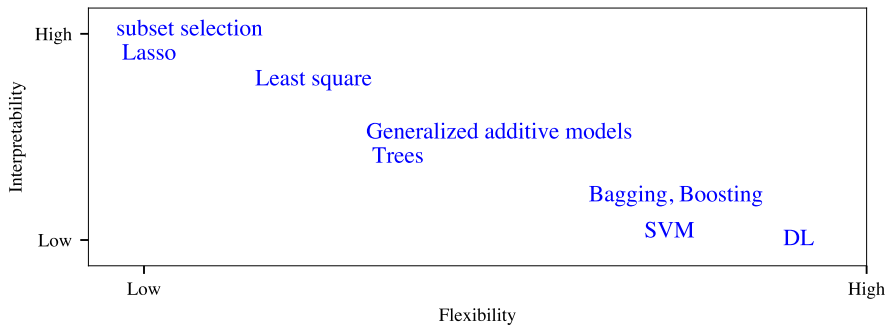 High
subset selection
Lasso
Least square
Interpretability
Generalized additive models
Trees
Bagging, Boosting
SVM
DL
Low
Low
High
Flexibility